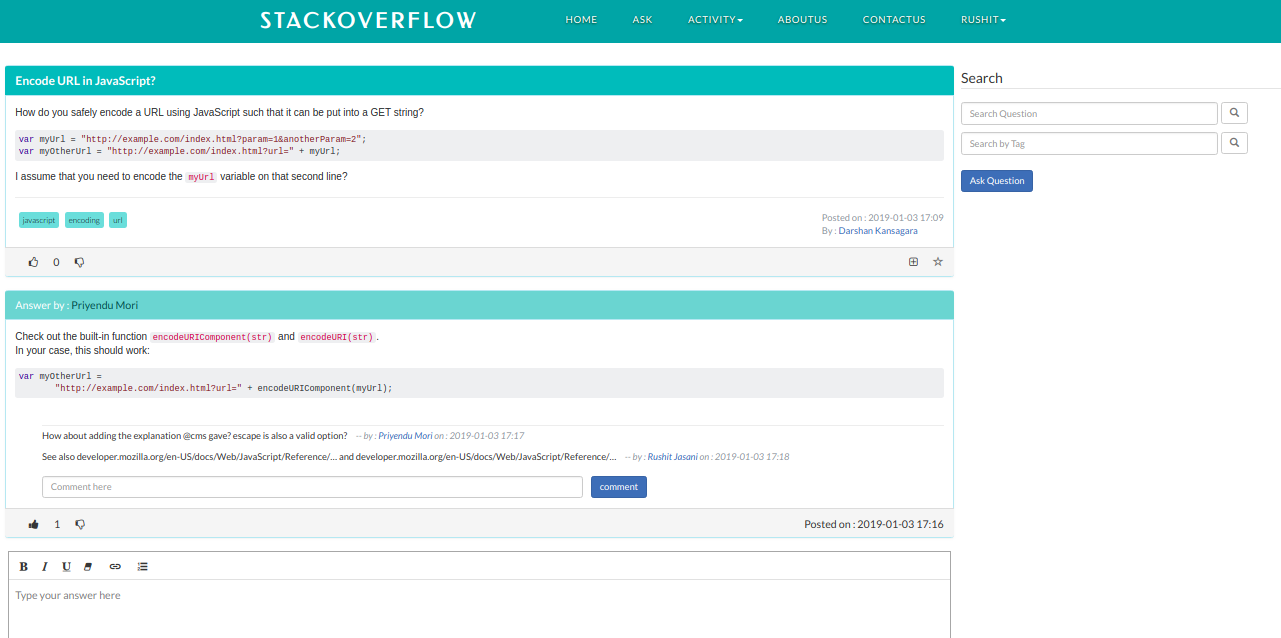 STACKOVERFLOW
HOME ASK ACTIVITY ABOUTUS CONTACTUS RUSHIT
Encode URL in JavaScript?
How do you safely encode a URL using JavaScript such that it can be put into a GET string?
var myUrl = "http://example.com/index.html?param=1&anotherParam=2";
var myOtherUrl = "http://example.com/index.html?url=" + myUrl;
I assume that you need to encode the myUrl variable on that second line?
javascript encoding url
Posted on : 2019-01-03 17:09
By : Darshan Kansagara
0
Search
Search Question
Search by Tag
Ask Question
Answer by : Priyendu Mori
Check out the built-in function encodeURIComponent(str) and encodeURI(str).
In your case, this should work:
var myOtherUrl =
"http://example.com/index.html?url=" + encodeURIComponent(myUrl);
How about adding the explanation @cms gave? escape is also a valid option? -- by : Priyendu Mori on : 2019-01-03 17:17
See also developer.mozilla.org/en-US/docs/Web/JavaScript/Reference/... and developer.mozilla.org/en-US/docs/Web/JavaScript/Reference/... -- by : Rushit Jasani on : 2019-01-03 17:18
Comment here
comment
1
Posted on : 2019-01-03 17:16
B I U
Type your answer here